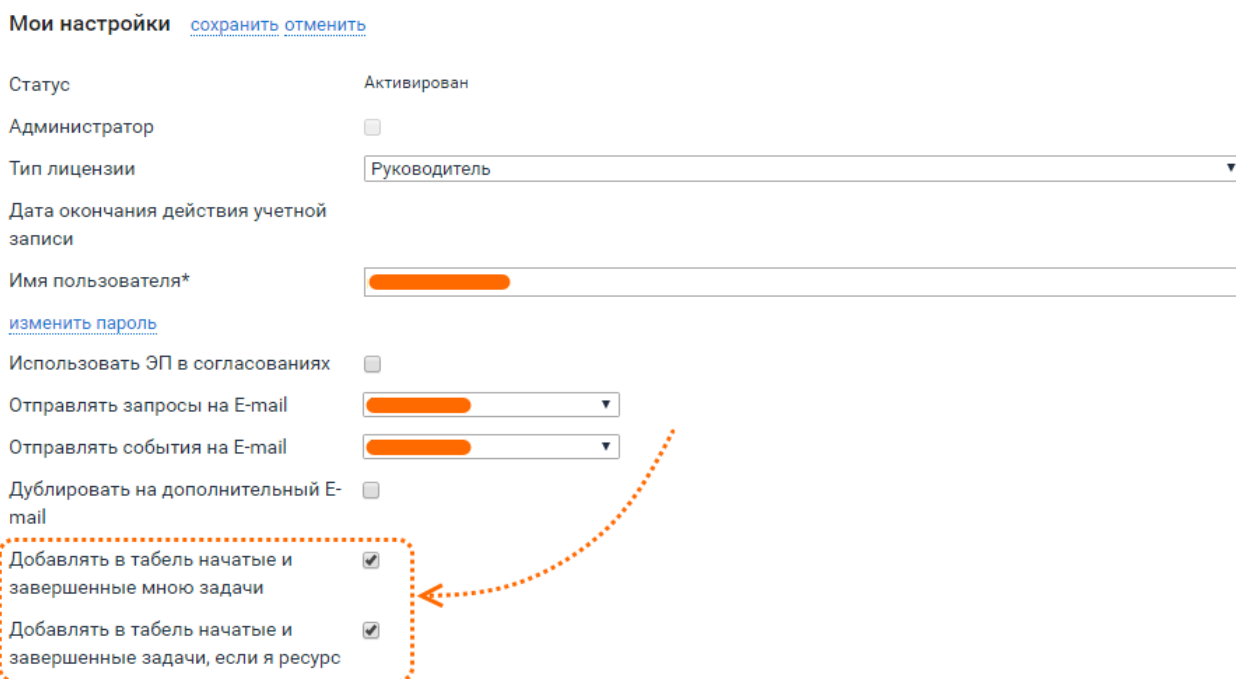 Мои настройки сохранить отменить
Статус Активирован
Администратор
Тип лицензии Руководитель
Дата окончания действия учетной
записи
Имя пользователя*
изменить пароль
Использовать ЭП в согласованиях
Отправлять запросы на E-mail
Отправлять события на E-mail
Дублировать на дополнительный E-
mail
Добавлять в табель начатые и
завершенные мною задачи
Добавлять в табель начатые и
завершенные задачи, если я ресурс